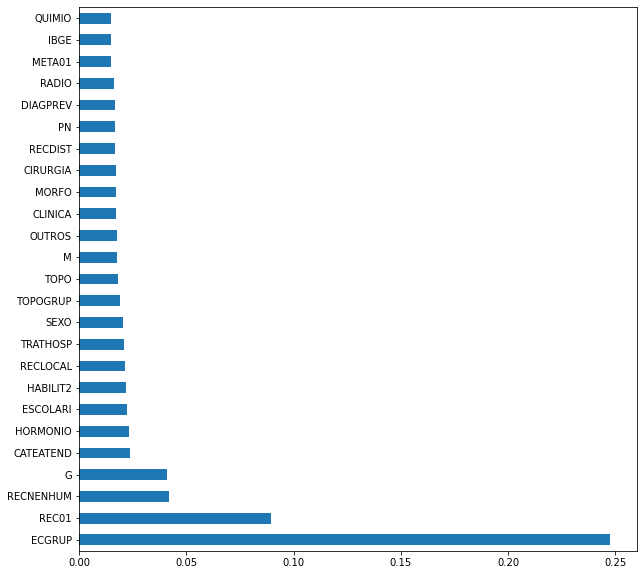 QUIMIO
IBGE
META01
RADIO
DIAGPREV
PN
RECDIST
CIRURGIA
MORFO
CLINICA
OUTROS
M
TOPO
TOPOGRUP
SEXO
TRATHOSP
RECLOCAL
HABILIT2
ESCOLARI
HORMONIO
CATEATEND
G
RECNENHUM
REC01
ECGRUP
0.00 0.05 0.10 0.15 0.20 0.25